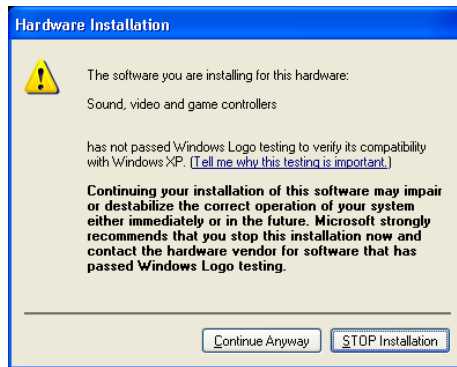 Hardware Installation
The software you are installing for this hardware:
Sound, video and game controllers
has not passed Windows Logo testing to verify its compatibility
with Windows XP. (Tell me why this testing is important.)
Continuing your installation of this software may impair
or destabilize the correct operation of your system
either immediately or in the future. Microsoft strongly
recommends that you stop this installation now and
contact the hardware vendor for software that has
passed Windows Logo testing.
Continue Anyway
STOP Installation